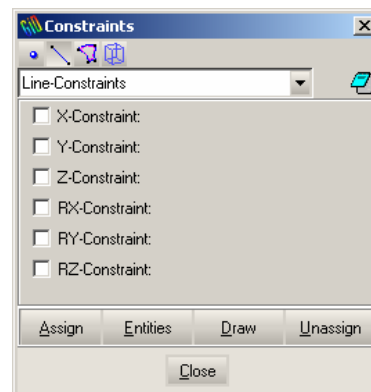 Constraints
Line-Constraints
X-Constraint:
Y-Constraint:
Z-Constraint:
RX-Constraint:
RY-Constraint:
RZ-Constraint:
Assign Entities Draw Unassign
Close